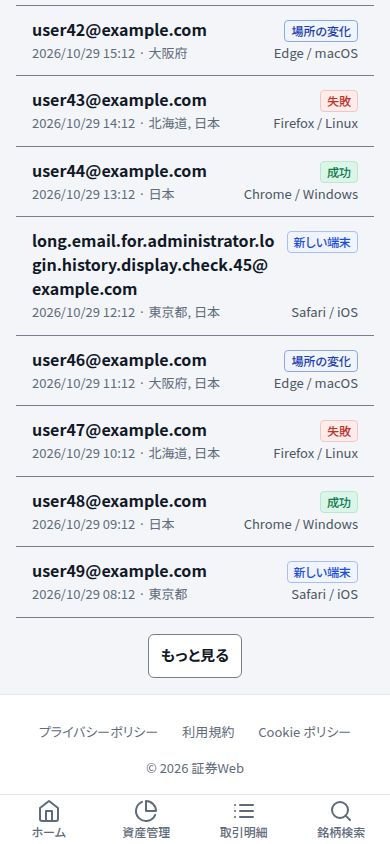 user42@example.com 場所の変化
2026/10/29 15:12 · 大阪府 Edge / macOS
user43@example.com 失敗
2026/10/29 14:12 · 北海道, 日本 Firefox / Linux
user44@example.com 成功
2026/10/29 13:12 · 日本 Chrome / Windows
long.email.for.administrator.lo 新しい端末
gin.history.display.check.45@
example.com
2026/10/29 12:12 · 東京都, 日本 Safari / iOS
user46@example.com 場所の変化
2026/10/29 11:12 · 大阪府, 日本 Edge / macOS
user47@example.com 失敗
2026/10/29 10:12 · 北海道, 日本 Firefox / Linux
user48@example.com 成功
2026/10/29 09:12 · 日本 Chrome / Windows
user49@example.com 新しい端末
2026/10/29 08:12 · 東京都 Safari / iOS
もっと見る
プライバシーポリシー 利用規約 Cookie ポリシー
© 2026 証券Web
ホーム 資産管理 取引明細 銘柄検索